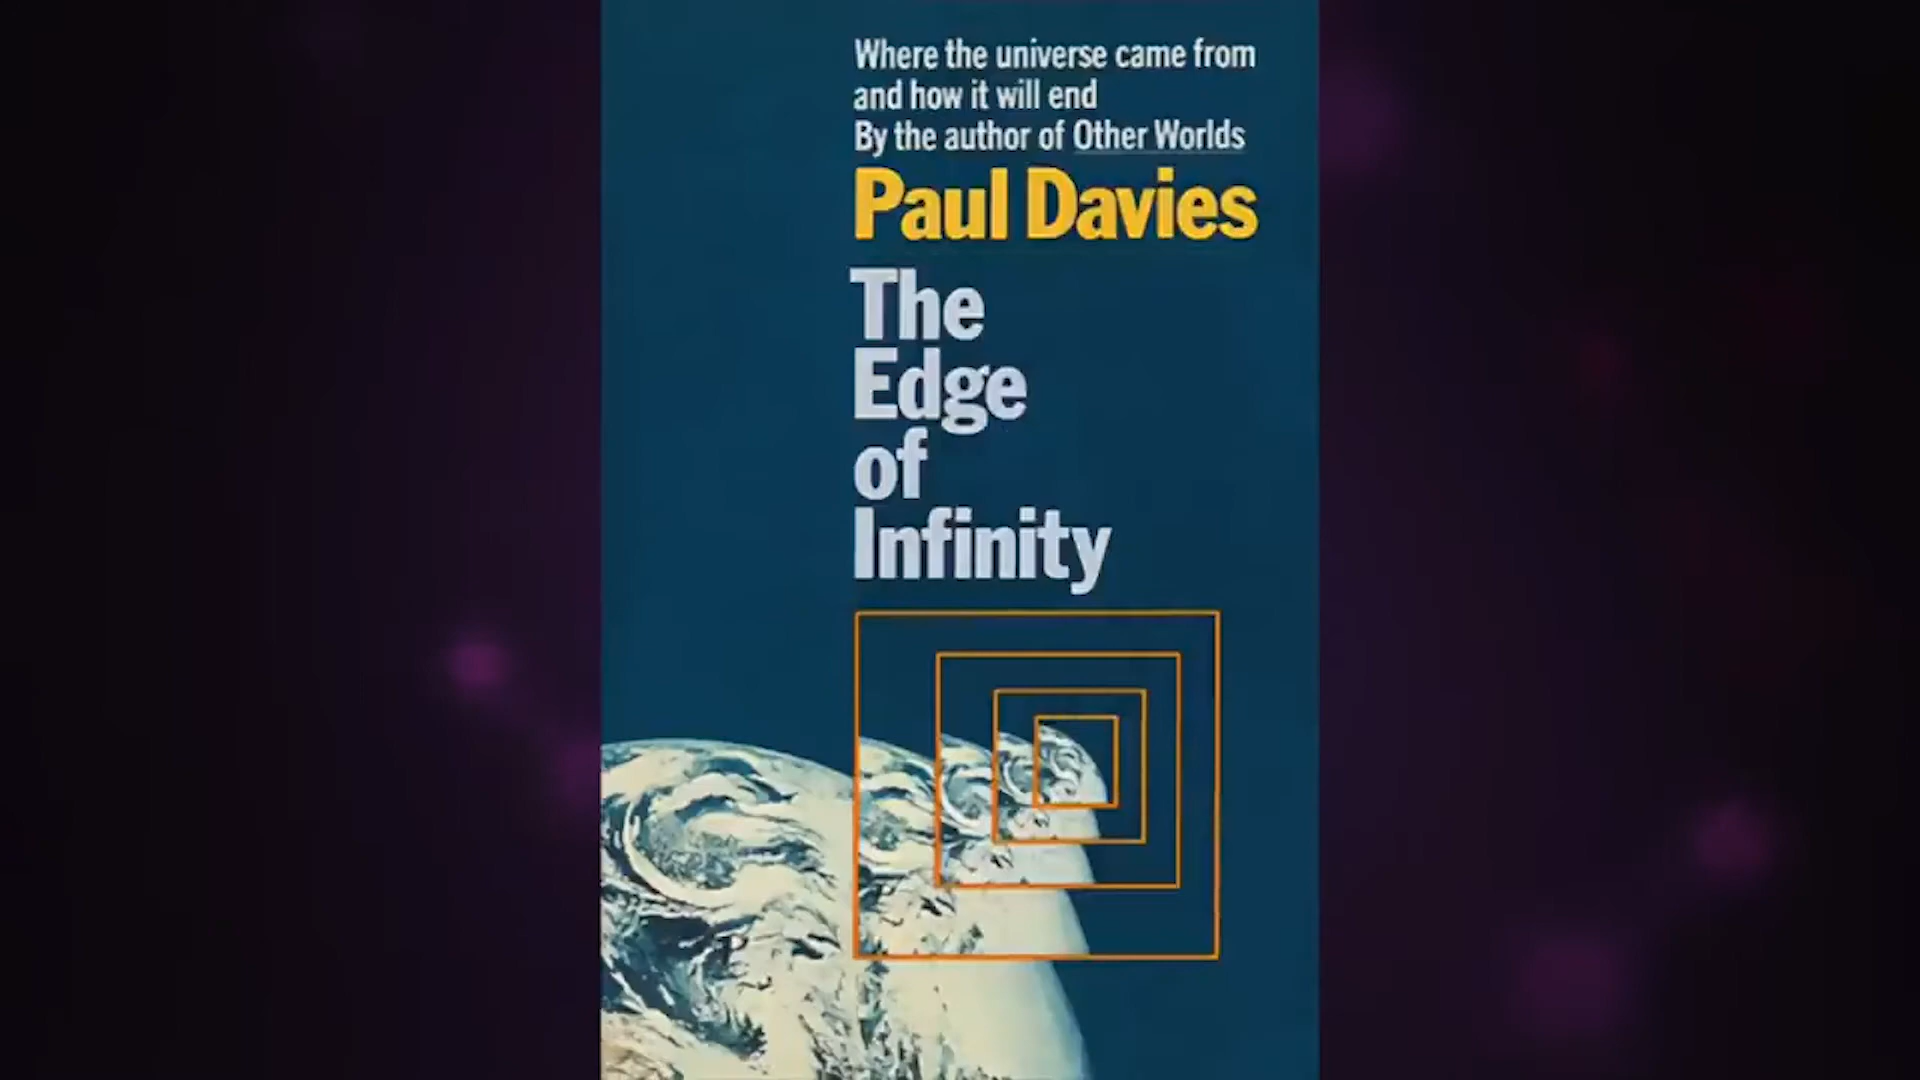 Where the universe came from
and how it will end
By the author of Other Worlds
Paul Davies
The
Edge
of
Infinity